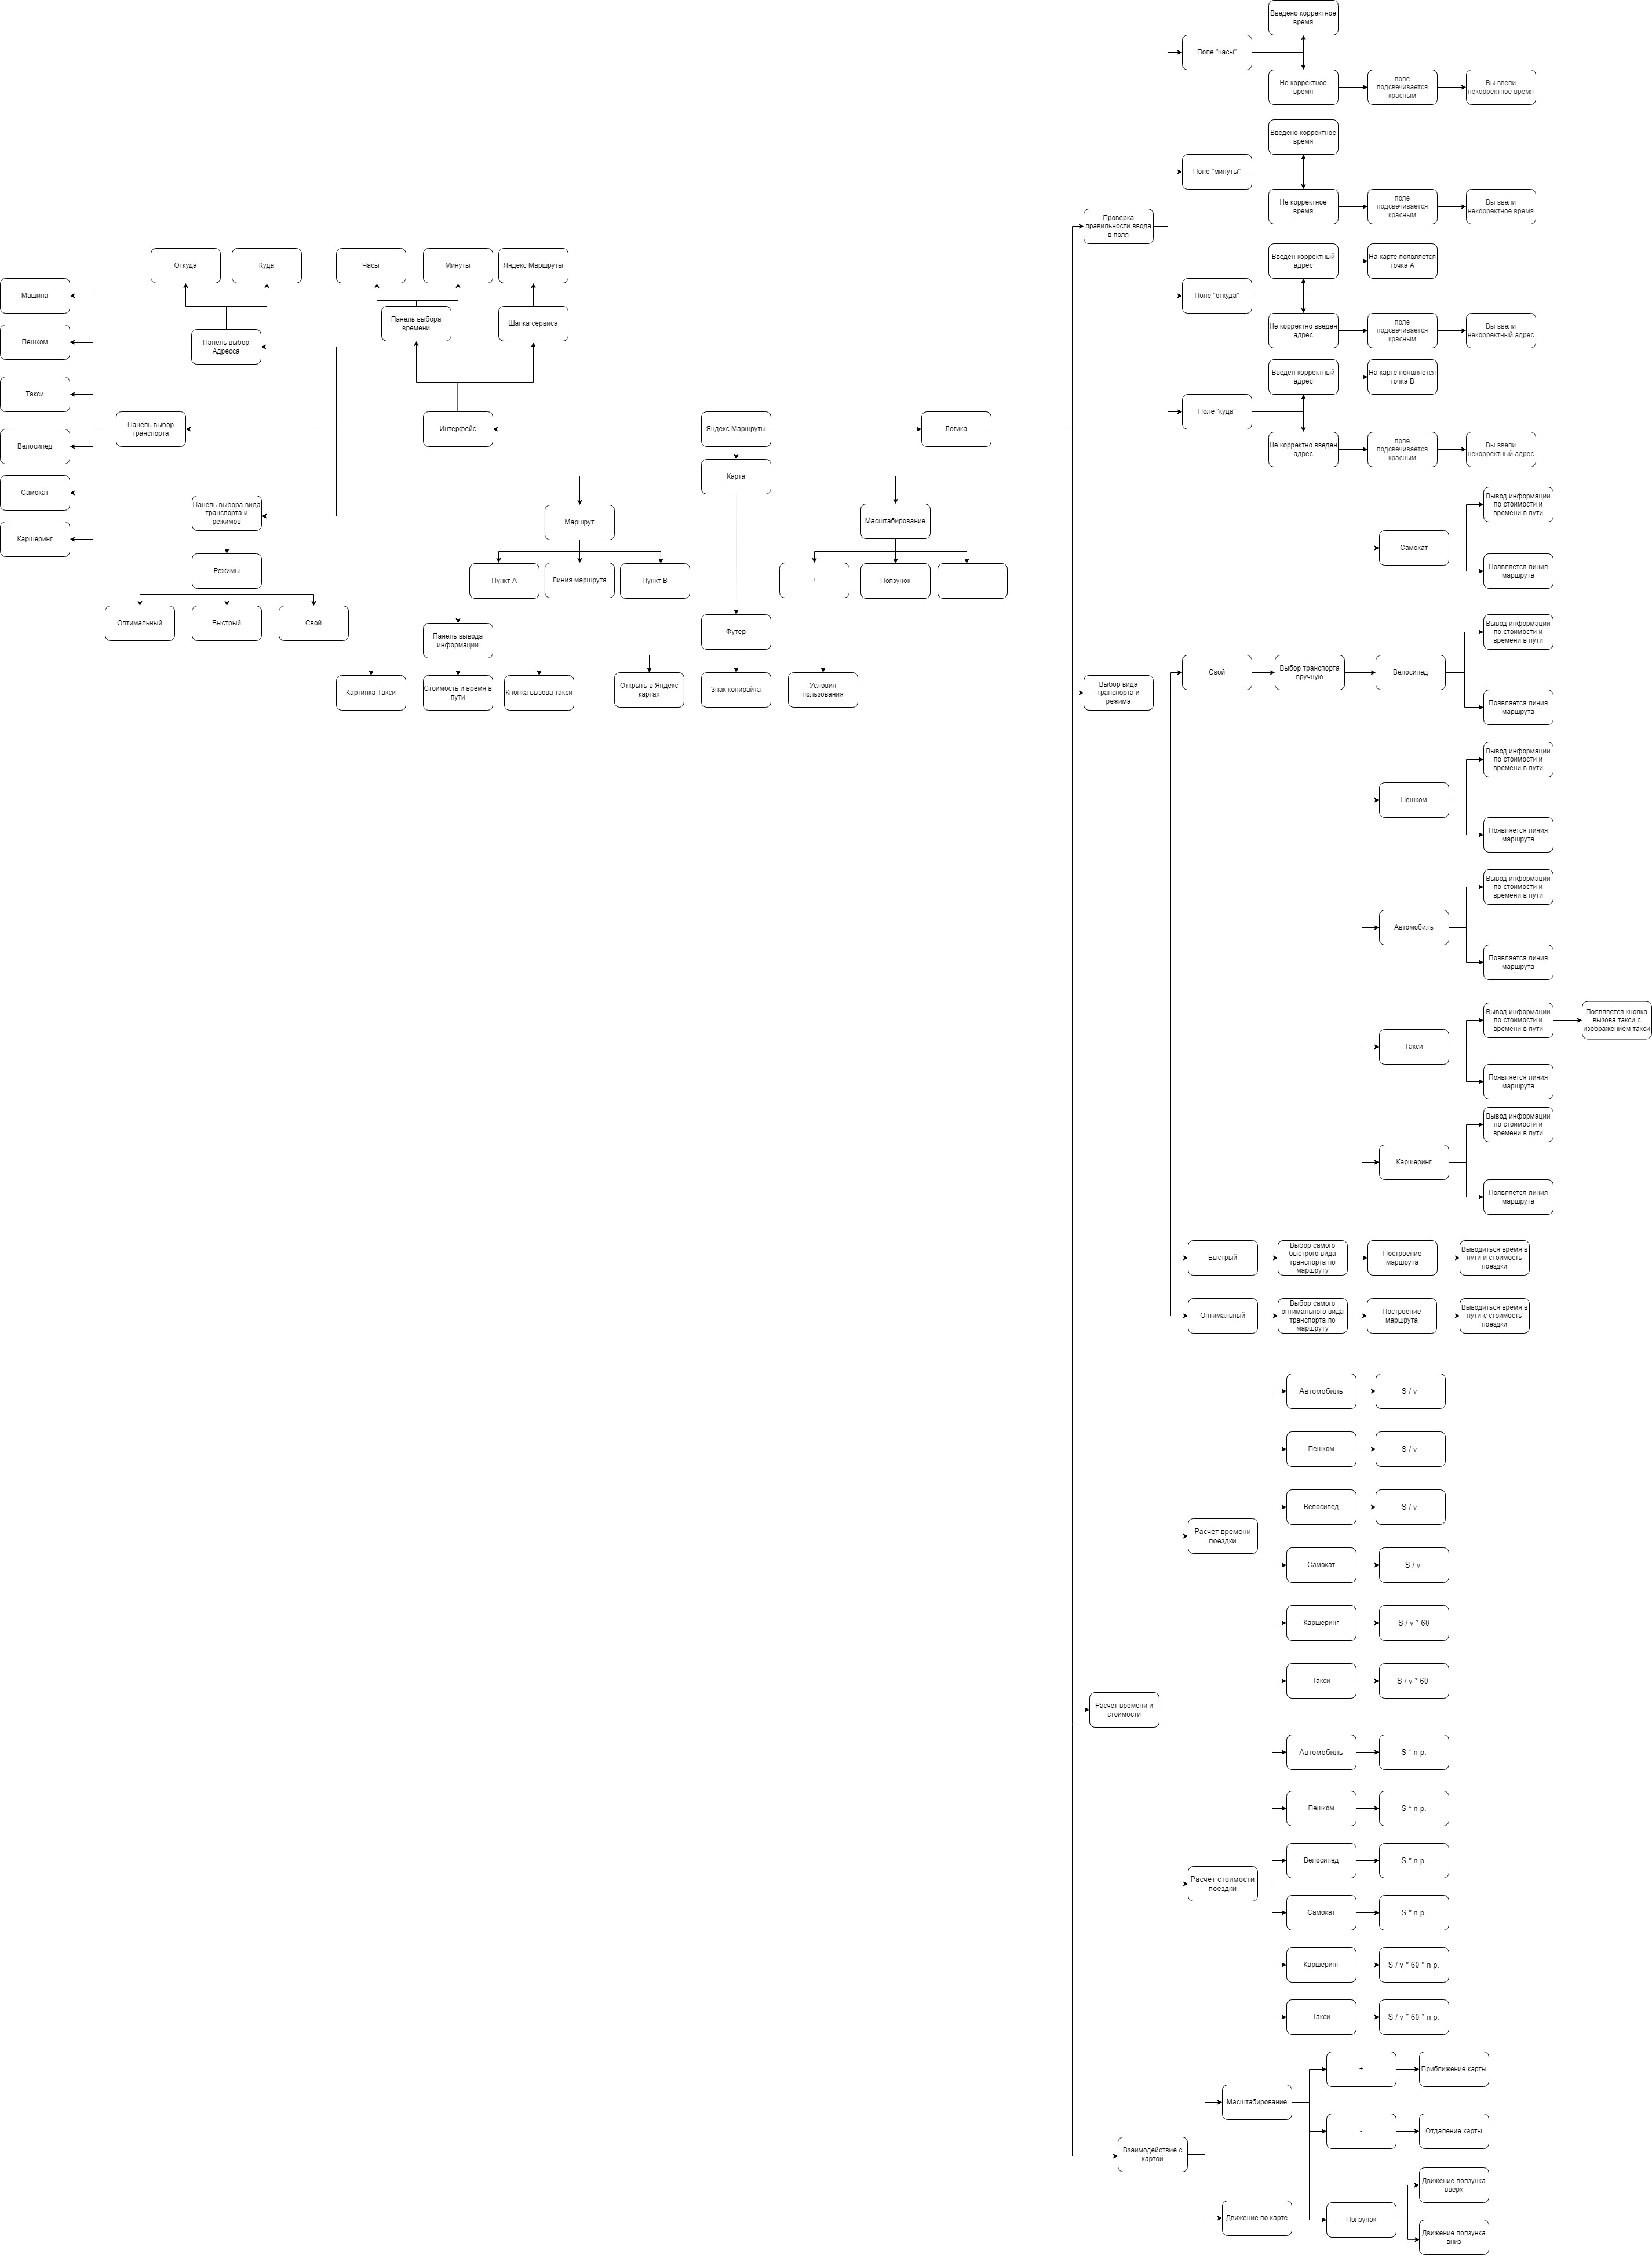 Введено корректное
время
Поле "часы"
Не корректное
время
поле
подсвечивается
красным
Вы ввели
некорректное время
Введено корректное
время
Поле "минуты"
Не корректное
время
поле
подсвечивается
красным
Вы ввели
некорректное время
Проверка
правильности ввода
в поля
Введен корректный
адрес
На карте появляется
точка А
Поле "откуда"
Не корректно введен
адрес
поле
подсвечивается
красным
Вы ввели
некорректный адрес
Введен корректный
адрес
На карте появляется
точка В
Поле "куда"
Не корректно введен
адрес
поле
подсвечивается
красным
Вы ввели
некорректный адрес
Откуда
Куда
Часы
Минуты
Яндекс Маршруты
Машина
Пешком
Такси
Велосипед
Самокат
Каршеринг
Панель выбор
Адресса
Панель выбора
времени
Шапка сервиса
Панель выбор
транспорта
Интерфейс
Яндекс Маршруты
Логика
Карта
Панель выбора вида
транспорта и
режимов
Режимы
Оптимальный
Быстрый
Свой
Маршрут
Масштабирование
Пункт А
Линия маршрута
Пункт В
+
Ползунок
-
Панель вывода
информации
Картинка Такси
Стоимость и время в
пути
Кнопка вызова такси
Футер
Открыть в Яндекс
картах
Знак копирайта
Условия
пользования
Выбор вида
транспорта и
режима
Свой
Выбор транспорта
вручную
Самокат
Вывод информации
по стоимости и
времени в пути
Появляется линия
маршрута
Велосипед
Вывод информации
по стоимости и
времени в пути
Появляется линия
маршрута
Пешком
Вывод информации
по стоимости и
времени в пути
Появляется линия
маршрута
Автомобиль
Вывод информации
по стоимости и
времени в пути
Появляется линия
маршрута
Такси
Вывод информации
по стоимости и
времени в пути
Появляется кнопка
вызова такси с
изображением такси
Появляется линия
маршрута
Каршеринг
Вывод информации
по стоимости и
времени в пути
Появляется линия
маршрута
Быстрый
Выбор самого
быстрого вида
транспорта по
маршруту
Построение
маршрута
Выводиться время в
пути и стоимость
поездки
Оптимальный
Выбор самого
оптимального вида
транспорта по
маршруту
Построение
маршрута
Выводиться время в
пути с стоимость
поездки
Расчёт времени и
стоимости
Расчёт времени
поездки
Автомобиль
S / v
Пешком
S / v
Велосипед
S / v
Самокат
S / v
Каршеринг
S / v * 60
Такси
S / v * 60
Расчёт стоимости
поездки
Автомобиль
S * n р.
Пешком
S * n р.
Велосипед
S * n р.
Самокат
S * n р.
Каршеринг
S / v * 60 * n р.
Такси
S / v * 60 * n р.
Взаимодействие с
картой
Масштабирование
+
Приближение карты
-
Отдаление карты
Ползунок
Движение ползунка
вверх
Движение ползунка
вниз
Движение по карте